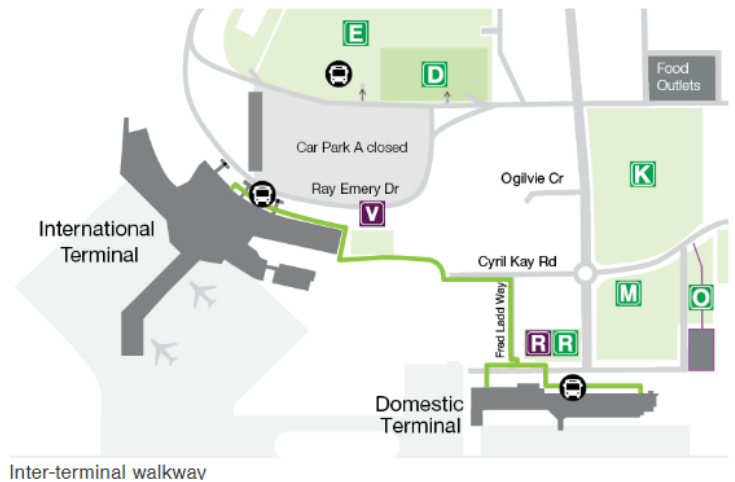 E
D
Food
Outlets
Car Park A closed
Ogilvie Cr
K
Ray Emery Dr
V
International
Terminal
Cyril Kay Rd
M
O
Fred Ladd Way
R R
Domestic
Terminal
Inter-terminal walkway